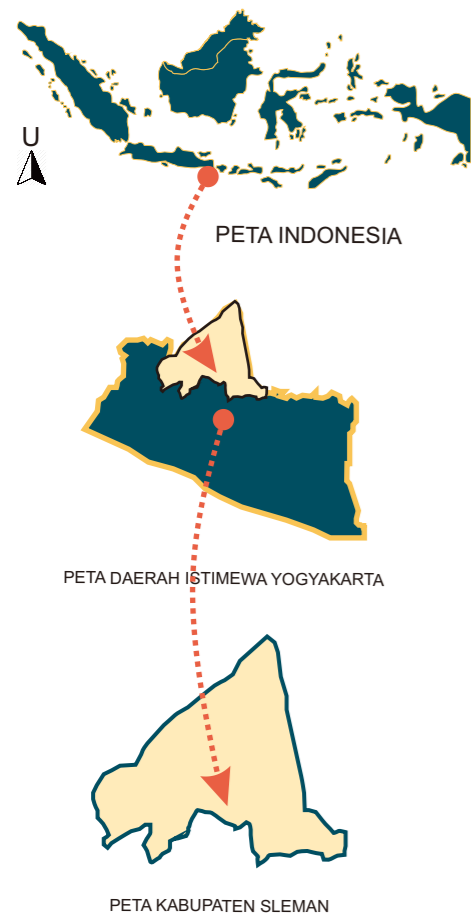 U
PETA INDONESIA
PETA DAERAH ISTIMEWA YOGYAKARTA
PETA KABUPATEN SLEMAN